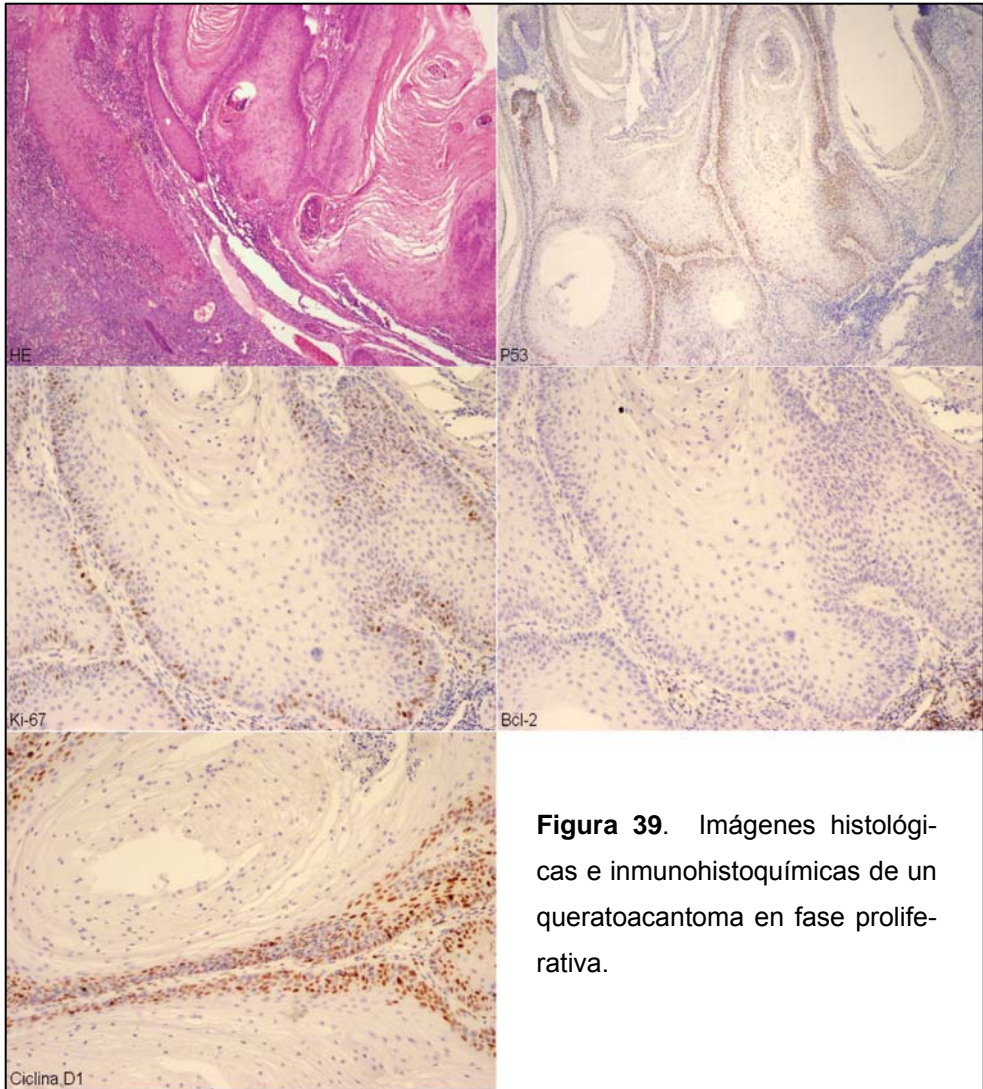 HE
P53
Ki-67
Bcl-2
Ciclina D1
Figura 39. Imágenes histológi-
cas e inmunohistoquímicas de un
queratoacantoma en fase prolife-
rativa.